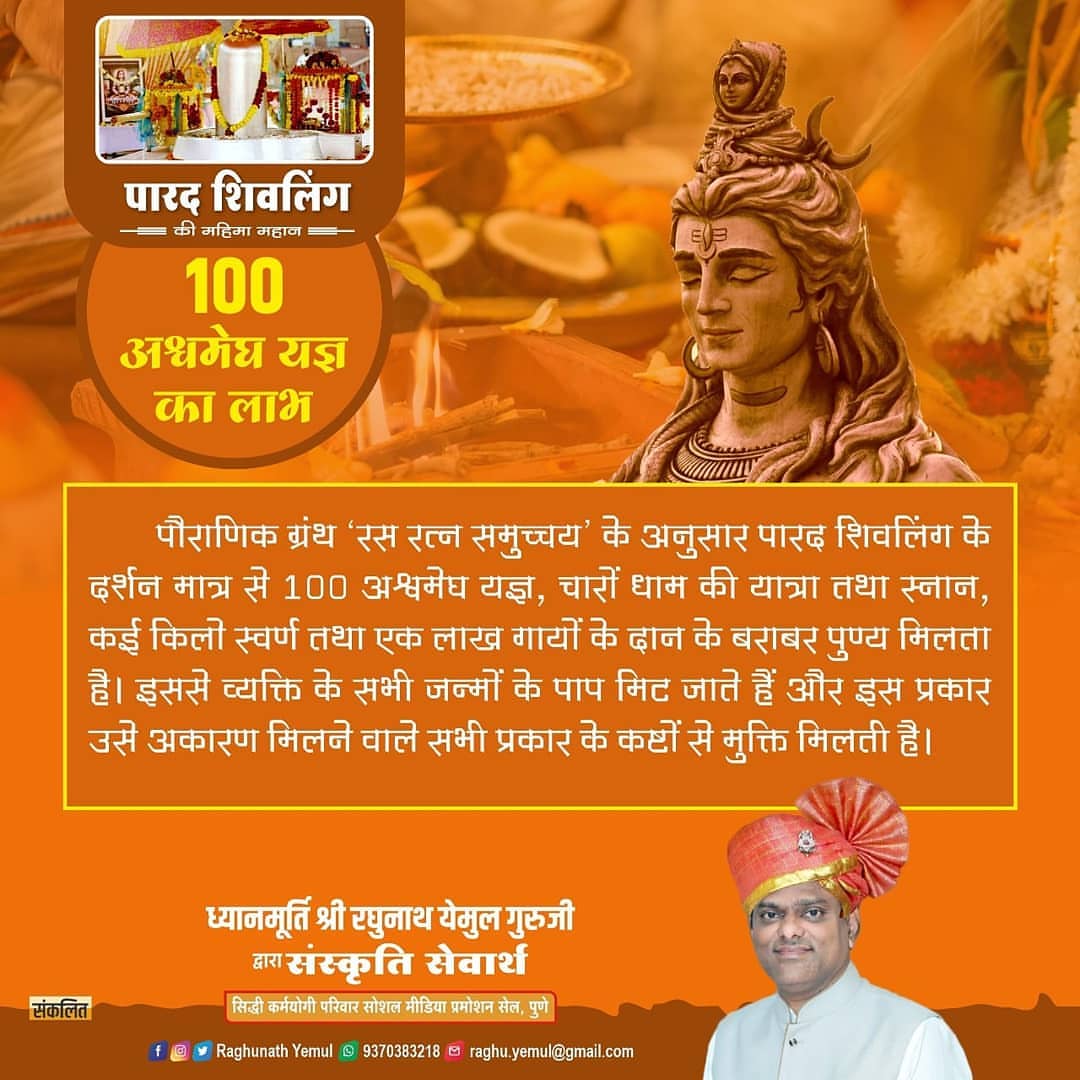 पारद शिवलिंग
की महिमा महान
100
अश्वमेघ यज्ञ
का लाभ
पौराणिक ग्रंथ ‘रस रत्न समुच्चय’ के अनुसार पारद शिवलिंग के
दर्शन मात्र से 100 अश्वमेघ यज्ञ, चारों धाम की यात्रा तथा स्नान,
कई किलो स्वर्ण तथा एक लाख गायों के दान के बराबर पुण्य मिलता
है। इससे व्यक्ति के सभी जन्मों के पाप मिट जाते हैं और इस प्रकार
उसे अकारण मिलने वाले सभी प्रकार के कष्टों से मुक्ति मिलती है।
ध्यानमूर्ति श्री रघुनाथ येमुल गुरुजी
द्वारा संस्कृति सेवार्थ
संकलित
सिद्धी कर्मयोगी परिवार सोशल मीडिया प्रमोशन सेल, पुणे
Raghunath Yemul 9370383218 raghu.yemul@gmail.com